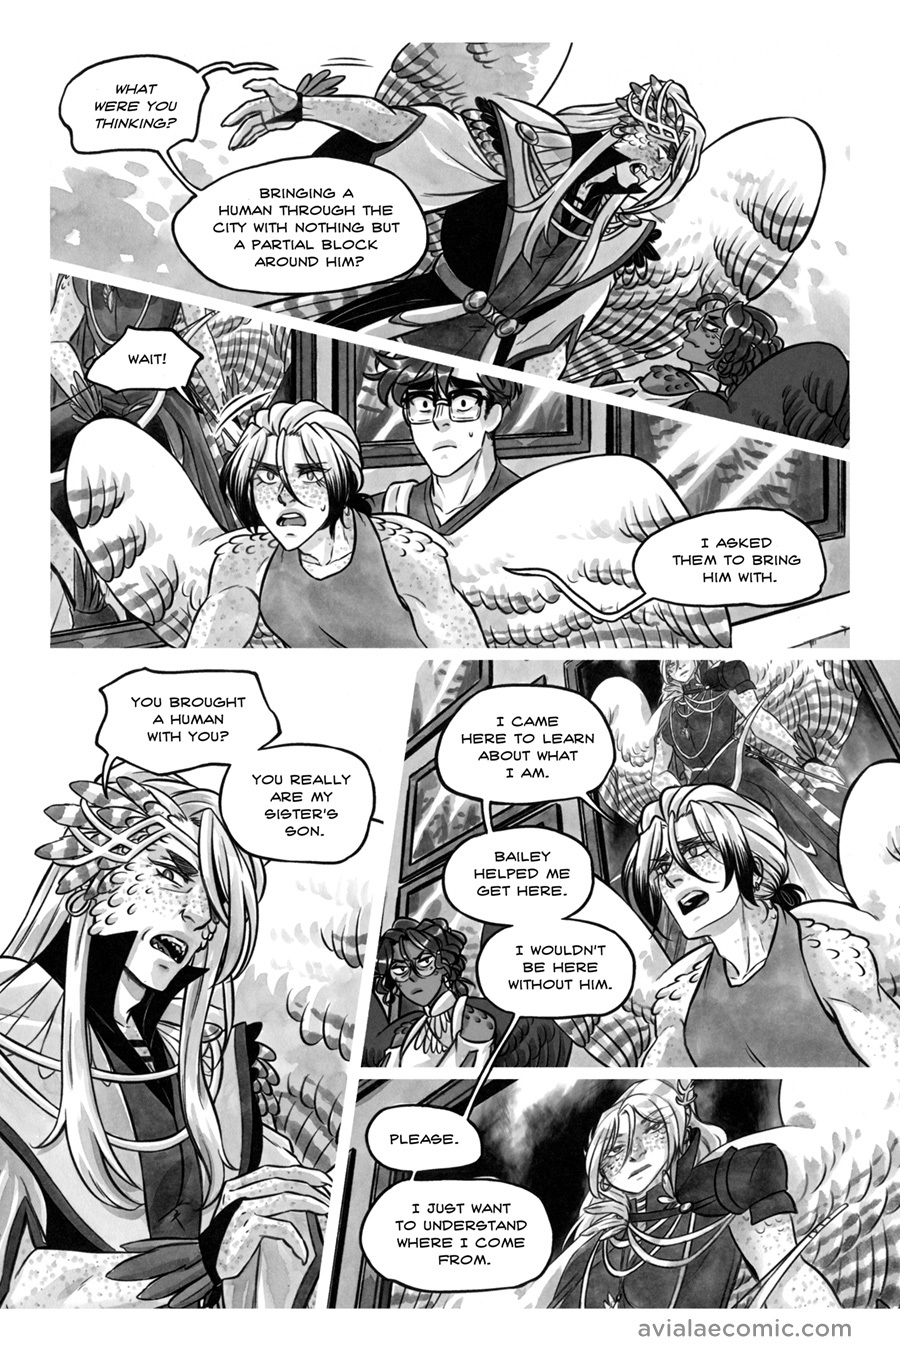 WHAT
WERE YOU
THINKING?
BRINGING A
HUMAN THROUGH THE
CITY WITH NOTHING BUT
A PARTIAL BLOCK
AROUND HIM?
WAIT!
I ASKED
THEM TO BRING
HIM WITH.
YOU BROUGHT
A HUMAN
WITH YOU?
YOU REALLY
ARE MY
SISTER'S
SON.
I CAME
HERE TO LEARN
ABOUT WHAT
I AM.
BAILEY
HELPED ME
GET HERE.
I WOULDN'T
BE HERE
WITHOUT HIM.
PLEASE.
I JUST WANT
TO UNDERSTAND
WHERE I COME
FROM.
avialaecomic.com